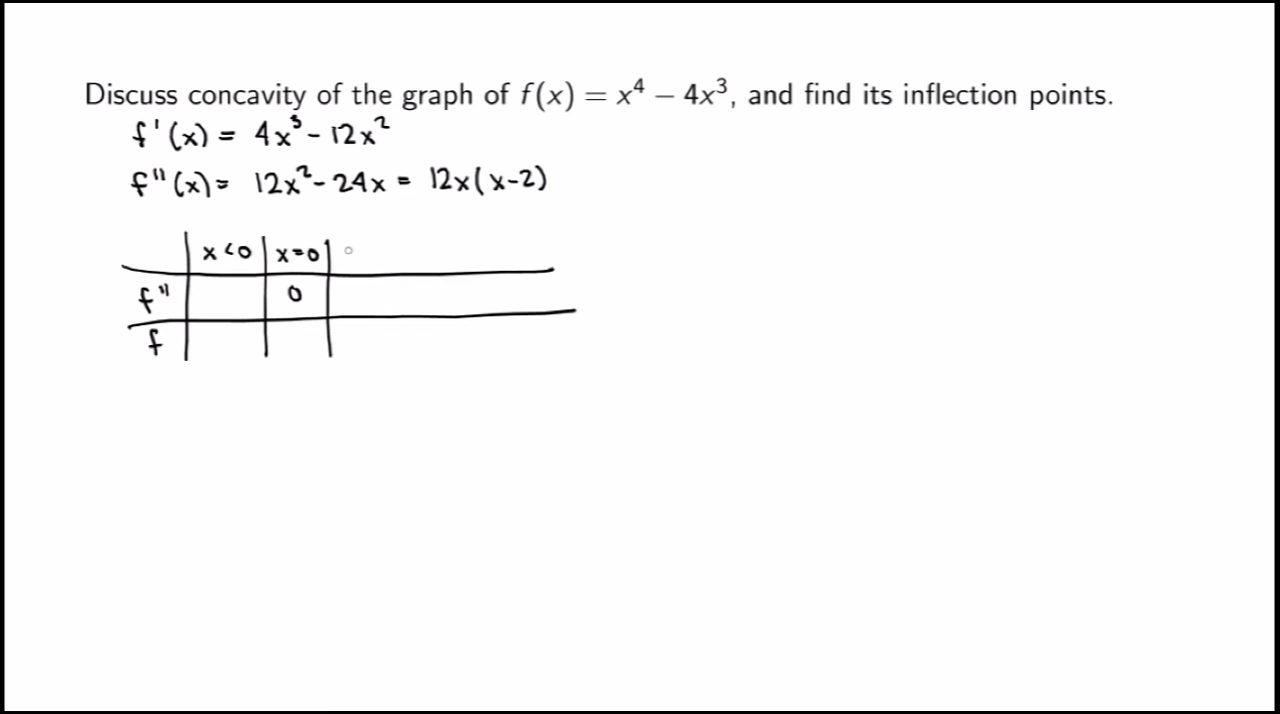 Discuss concavity of the graph of f(x) = x⁴ − 4x³, and find its inflection points.
f'(x) = 4x³ - 12x²
f"(x) = 12x² - 24x = 12x(x-2)
x<0 x=0 0
f" 0
f